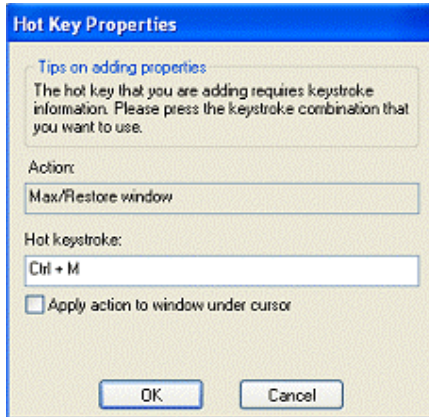 Hot Key Properties
Tips on adding properties
The hot key that you are adding requires keystroke
information. Please press the keystroke combination that
you want to use.
Action:
Max/Restore window
Hot keystroke:
Ctrl + M
Apply action to window under cursor
OK Cancel